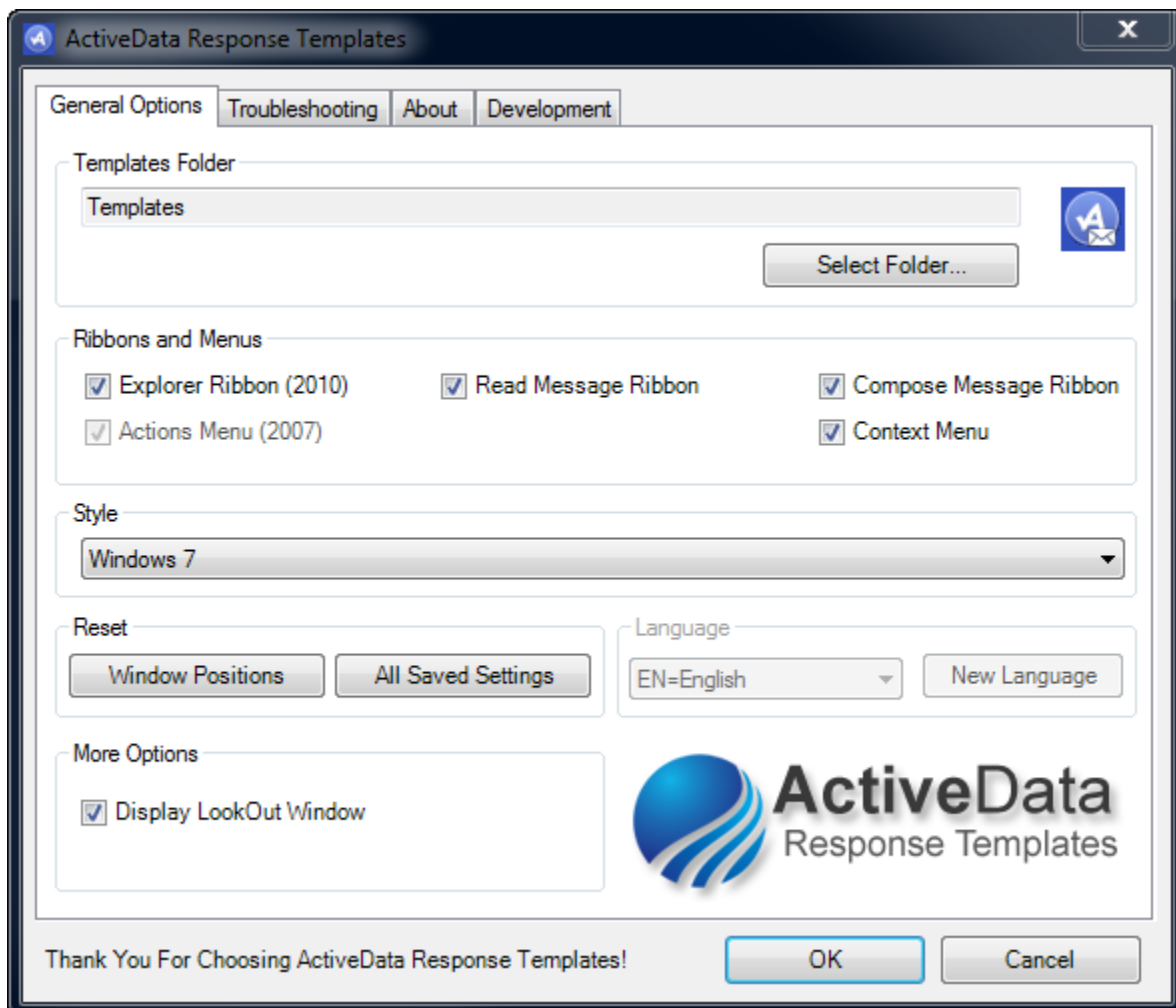 ActiveData Response Templates
X
General Options Troubleshooting About Development
Templates Folder
Templates
Select Folder...
Ribbons and Menus
Explorer Ribbon (2010) Read Message Ribbon Compose Message Ribbon
Actions Menu (2007) Context Menu
Style
Windows 7
Reset Language
Window Positions All Saved Settings EN=English New Language
More Options
Display LookOut Window
ActiveData
Response Templates
Thank You For Choosing ActiveData Response Templates! OK Cancel